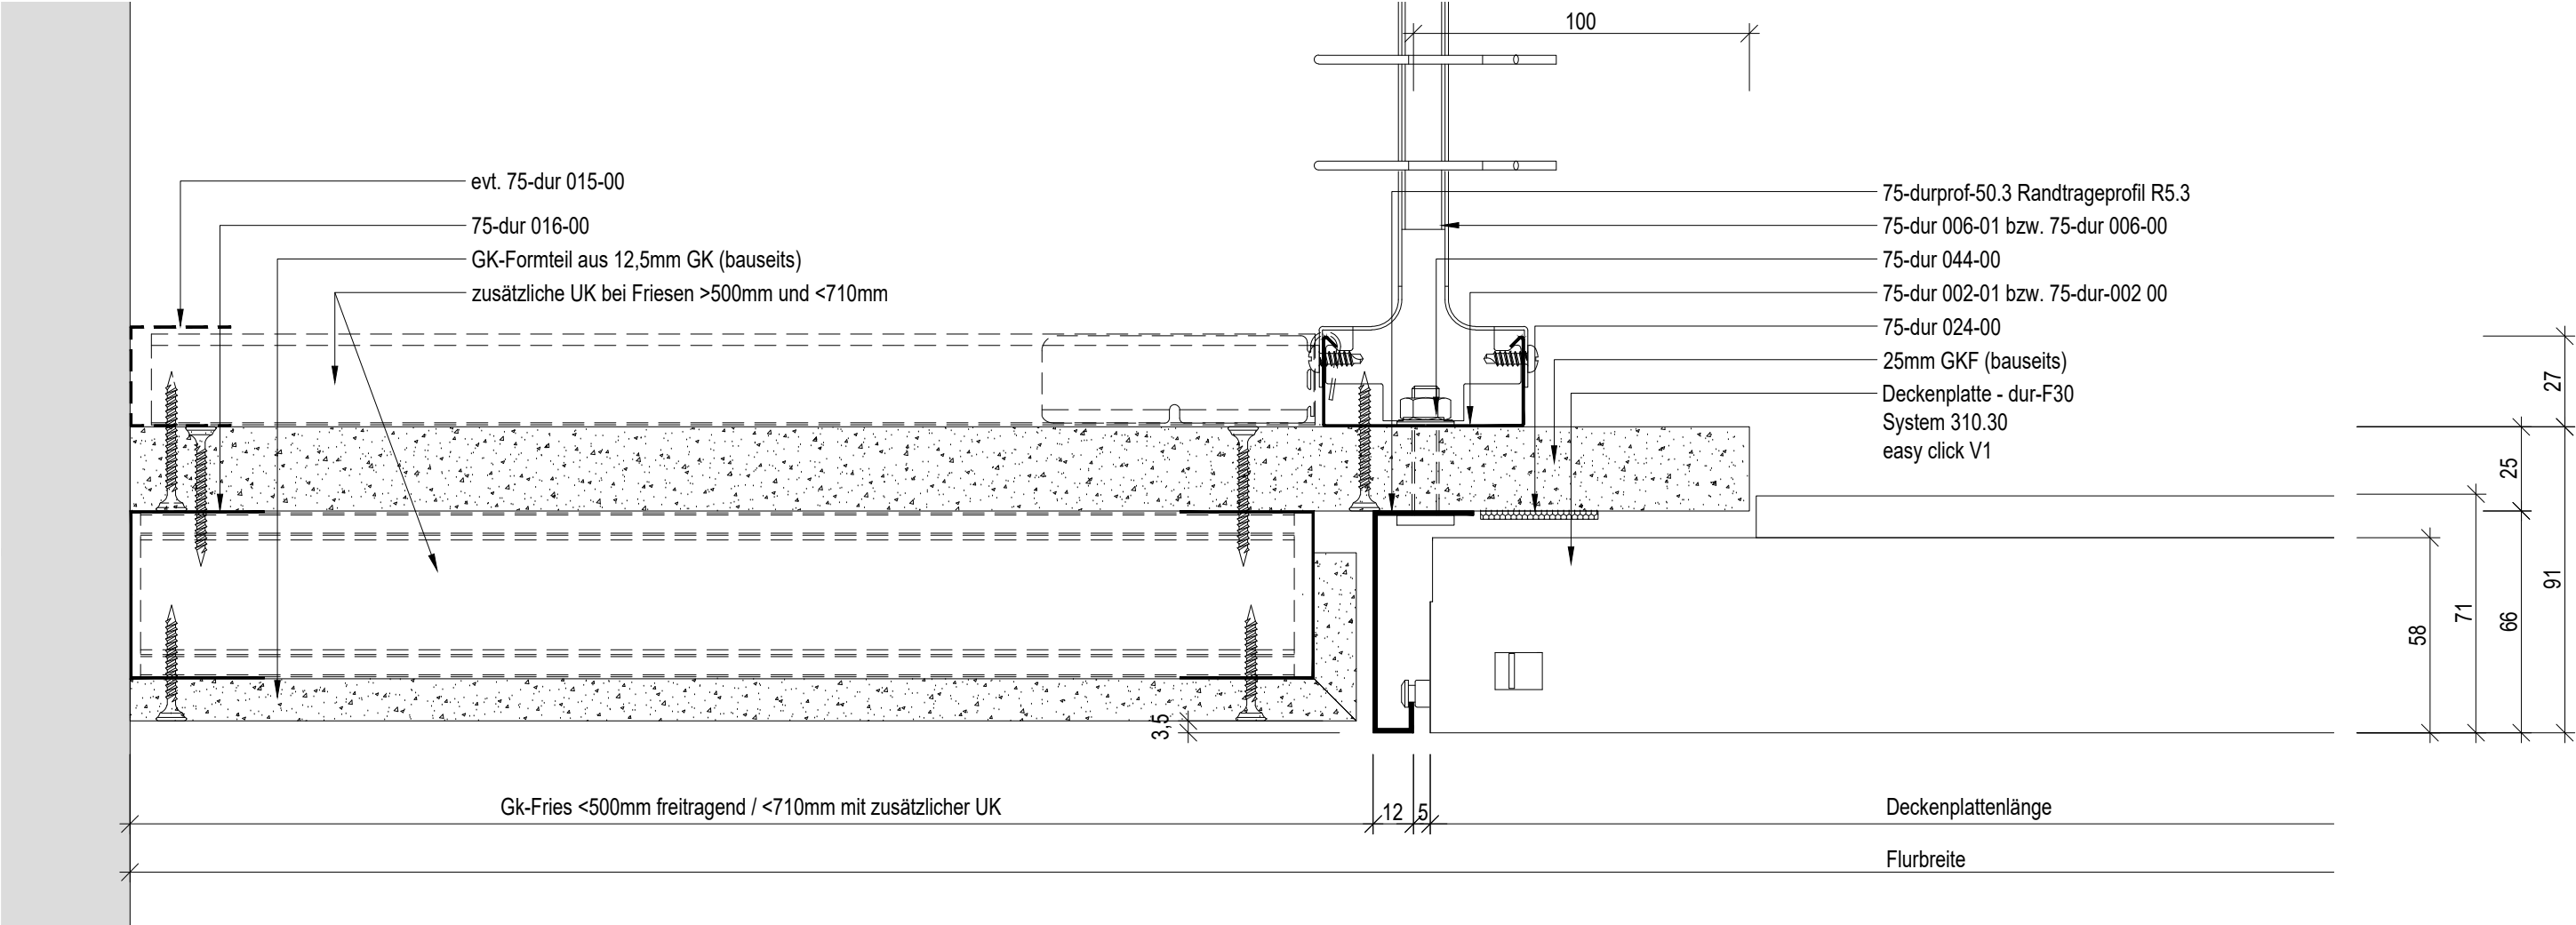 100
evt. 75-dur 015-00
75-dur 016-00
GK-Formteil aus 12,5mm GK (bauseits)
zusätzliche UK bei Friesen >500mm und <710mm
75-durprof-50.3 Randtrageprofil R5.3
75-dur 006-01 bzw. 75-dur 006-00
75-dur 044-00
75-dur 002-01 bzw. 75-dur-002 00
75-dur 024-00
25mm GKF (bauseits)
Deckenplatte - dur-F30
System 310.30
easy click V1
27
25
91
71
66
58
3,5
Gk-Fries <500mm freitragend / <710mm mit zusätzlicher UK
12
5
Deckenplattenlänge
Flurbreite